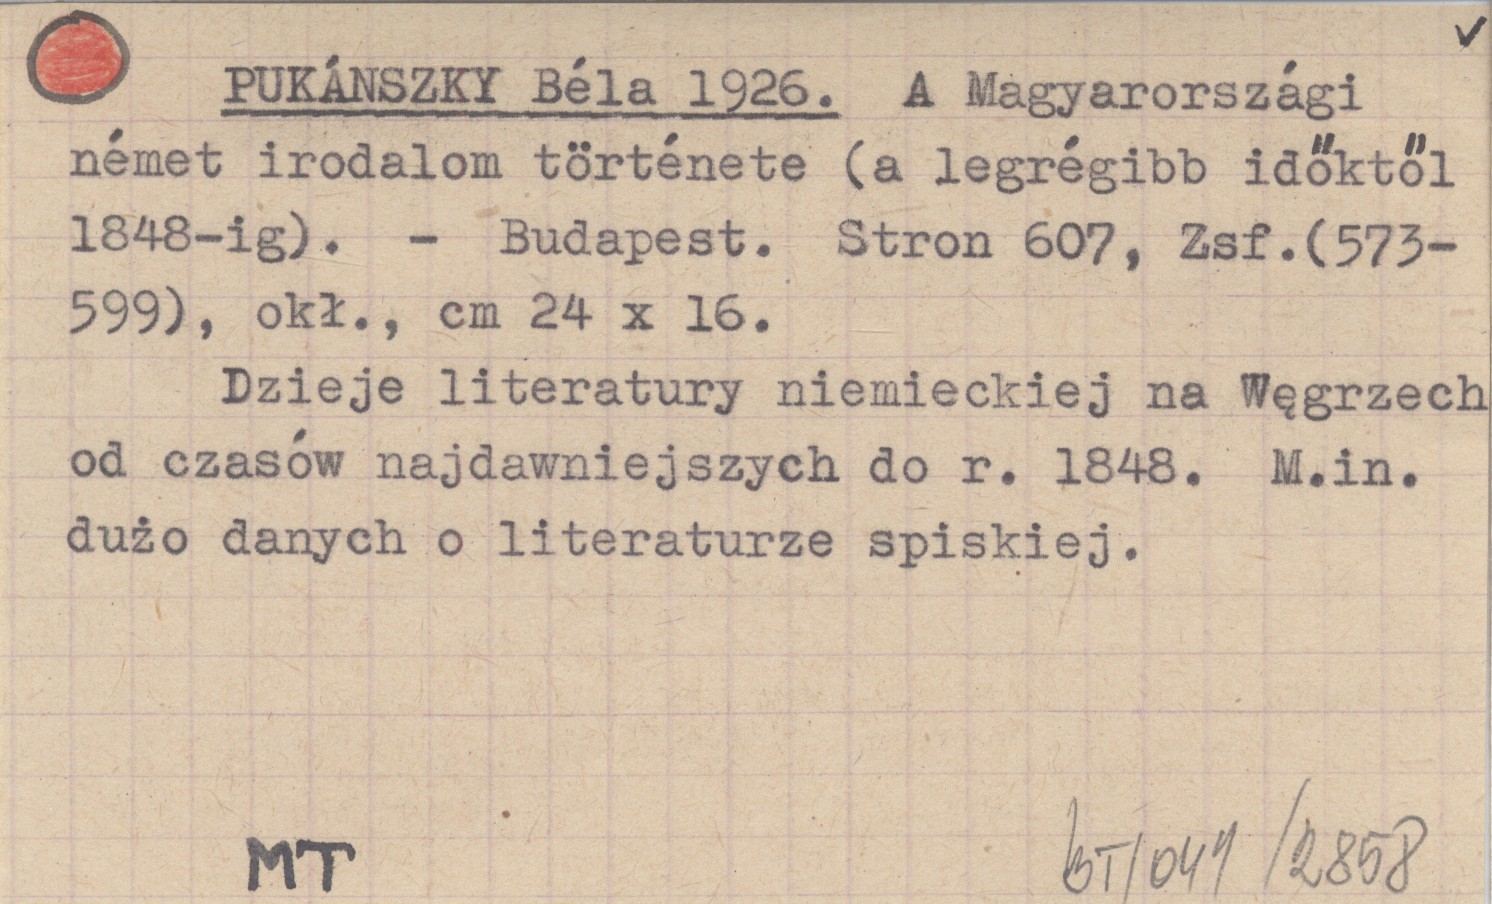 ✓
PUKÁNSZKY Béla 1926. A Magyarországi
német irodalom története (a legrégibb időktől
1848-ig). - Budapest. Stron 607, Zsf.(573-
599), okł., cm 24 x 16.
Dzieje literatury niemieckiej na Węgrzech
od czasów najdawniejszych do r. 1848. M.in.
dużo danych o literaturze spiskiej.
MT
/2858